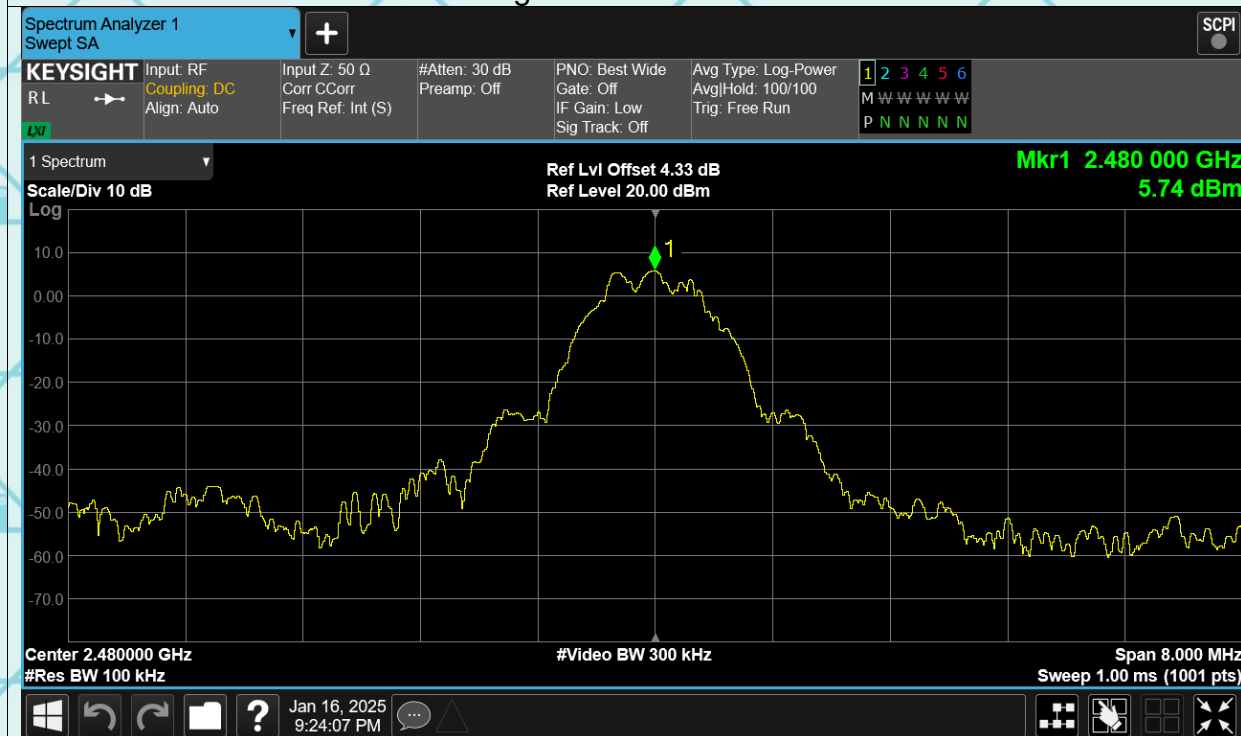 Spectrum Analyzer 1
Swept SA
+
SCPI
KEYSIGHT
R L
LXI
Input: RF
Coupling: DC
Align: Auto
Input Z: 50 Ω
Corr CCorr
Freq Ref: Int (S)
#Atten: 30 dB
Preamp: Off
PNO: Best Wide
Gate: Off
IF Gain: Low
Sig Track: Off
Avg Type: Log-Power
Avg|Hold: 100/100
Trig: Free Run
1 2 3 4 5 6
M W W W W W
P N N N N N
1 Spectrum
Scale/Div 10 dB
Ref Lvl Offset 4.33 dB
Ref Level 20.00 dBm
Mkr1 2.480 000 GHz
5.74 dBm
Log
1
10.0
0.00
-10.0
-20.0
-30.0
-40.0
-50.0
-60.0
-70.0
Center 2.480000 GHz
#Video BW 300 kHz
Span 8.000 MHz
#Res BW 100 kHz
Sweep 1.00 ms (1001 pts)
?
Jan 16, 2025
9:24:07 PM